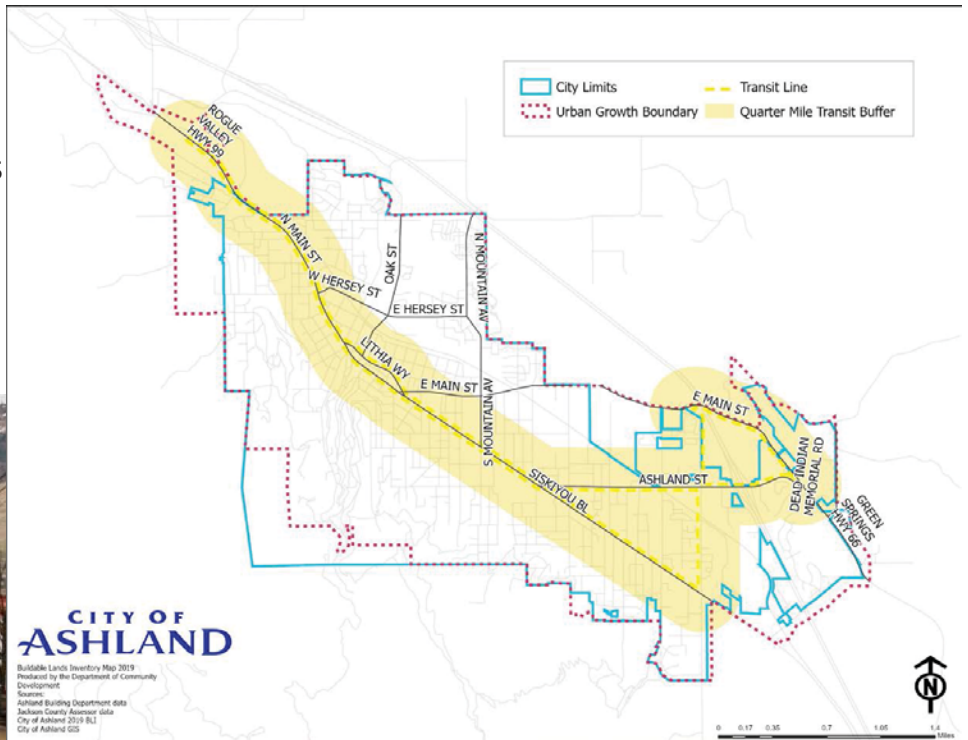 City Limits
Transit Line
Urban Growth Boundary
Quarter Mile Transit Buffer
ROGUE
VALLEY
HWY 99
N MAIN ST
W HERSEY ST
OAK ST
E HERSEY ST
N MOUNTAIN AV
LITHIA WY
E MAIN ST
S MOUNTAIN AV
SISKIYOU BL
E MAIN ST
ASHLAND ST
DEAD INDIAN
MEMORIAL RD
GREEN
SPRINGS
HWY 66
CITY OF
ASHLAND
Buildable Lands Inventory Map 2019
Produced by the Department of Community
Development
Sources:
Ashland Building Department data
Jackson County Assessor data
City of Ashland 2019 BLI
City of Ashland GIS
N
0 0.17 0.35 0.7 1.05 1.4
Miles